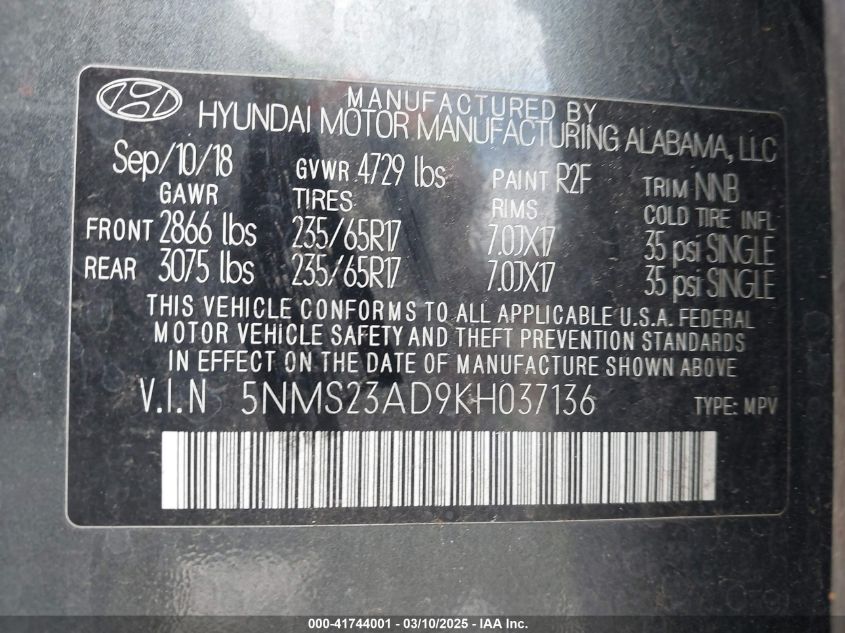 MANUFACTURED BY
HYUNDAI MOTOR MANUFACTURING ALABAMA, LLC
Sep/10/18 GVWR 4729 lbs PAINT R2F TRIM NNB
GAWR TIRES RIMS COLD TIRE INFL
FRONT 2866 lbs 235/65R17 7.0JX17 35 psi SINGLE
REAR 3075 lbs 235/65R17 7.0JX17 35 psi SINGLE
THIS VEHICLE CONFORMS TO ALL APPLICABLE U.S.A. FEDERAL
MOTOR VEHICLE SAFETY AND THEFT PREVENTION STANDARDS
IN EFFECT ON THE DATE OF MANUFACTURE SHOWN ABOVE
V.I.N 5NMS23AD9KH037136 TYPE: MPV
000-41744001 - 03/10/2025 - IAA Inc.